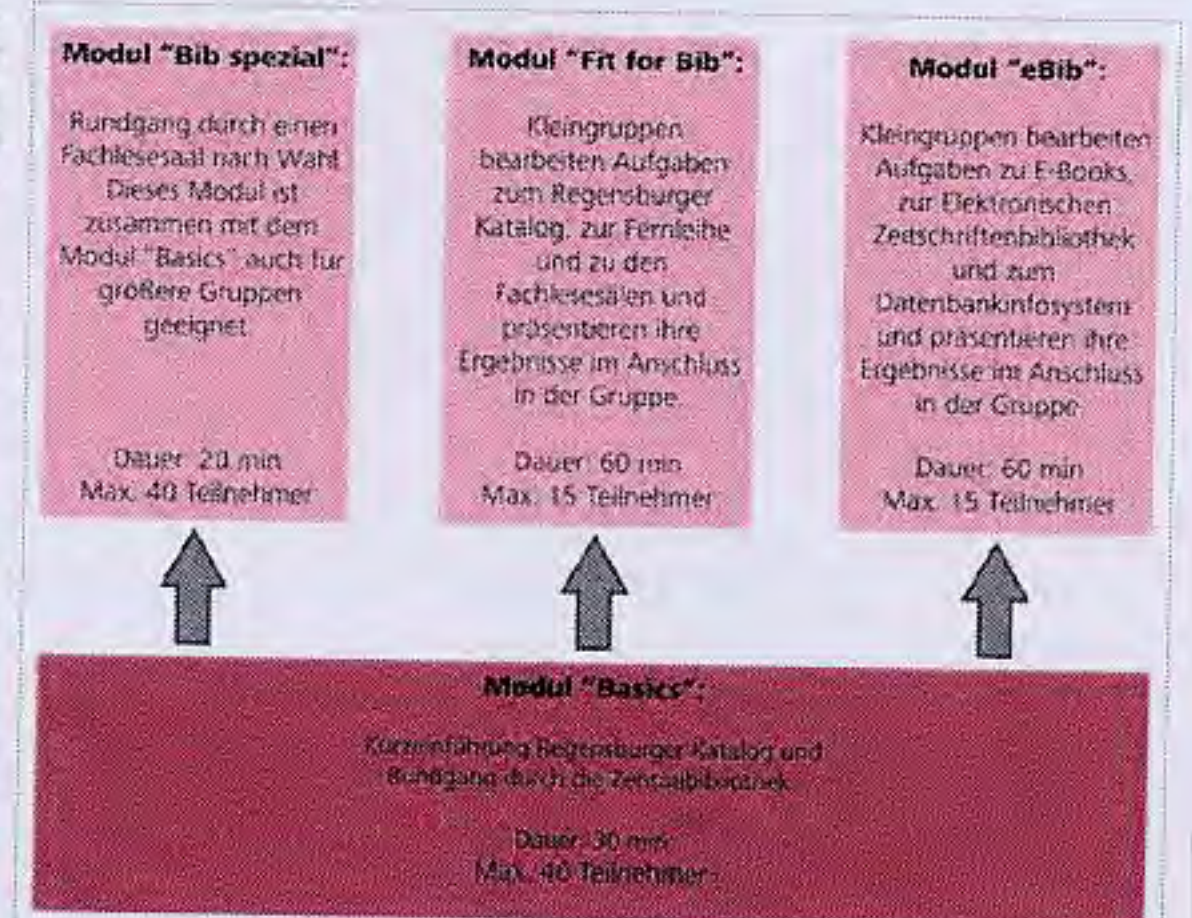 Modul "Bib spezial":
Rundgang durch einen
Fachlesesaal nach Wahl.
Dieses Modul ist
zusammen mit dem
Modul "Basics" auch für
größere Gruppen
geeignet.
Dauer: 20 min
Max. 40 Teilnehmer
Modul "Fit for Bib":
Kleingruppen
bearbeiten Aufgaben
zum Regensburger
Katalog, zur Fernleihe
und zu den
Fachlesesälen und
präsentieren ihre
Ergebnisse im Anschluss
in der Gruppe.
Dauer: 60 min
Max. 15 Teilnehmer
Modul "eBib":
Kleingruppen bearbeiten
Aufgaben zu E-Books,
zur Elektronischen
Zeitschriftenbibliothek
und zum
Datenbankinfosystem
und präsentieren ihre
Ergebnisse im Anschluss
in der Gruppe.
Dauer: 60 min
Max. 15 Teilnehmer
Modul "Basics":
Kurzeinführung Regensburger Katalog und
Rundgang durch die Zentralbibliothek
Dauer: 30 min
Max. 40 Teilnehmer